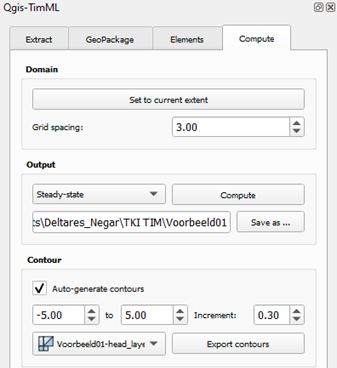 Qgis-TimML
Extract GeoPackage Elements Compute
Domain
Set to current extent
Grid spacing: 3.00
Output
Steady-state Compute
ts\Deltares_Negar\TKI TIM\Voorbeeld01 Save as ...
Contour
Auto-generate contours
-5.00 to 5.00 Increment: 0.30
Voorbeeld01-head_laye Export contours